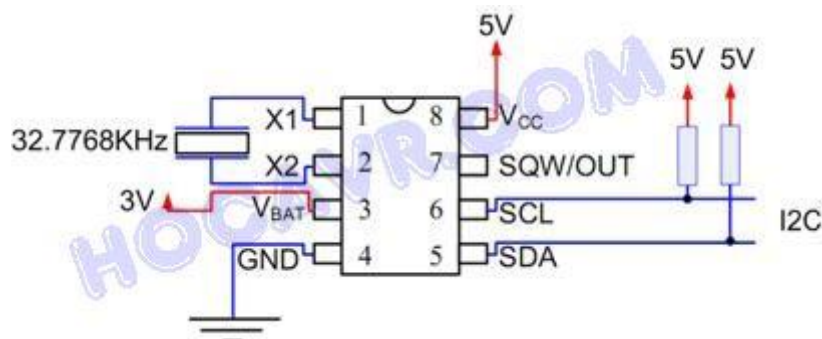 5V
5V 5V
X1 1 8 VCC
32.7768KHz
X2 2 7 SQW/OUT
3V VBAT 3 6 SCL
I2C
GND 4 5 SDA
HOCAVR.COM